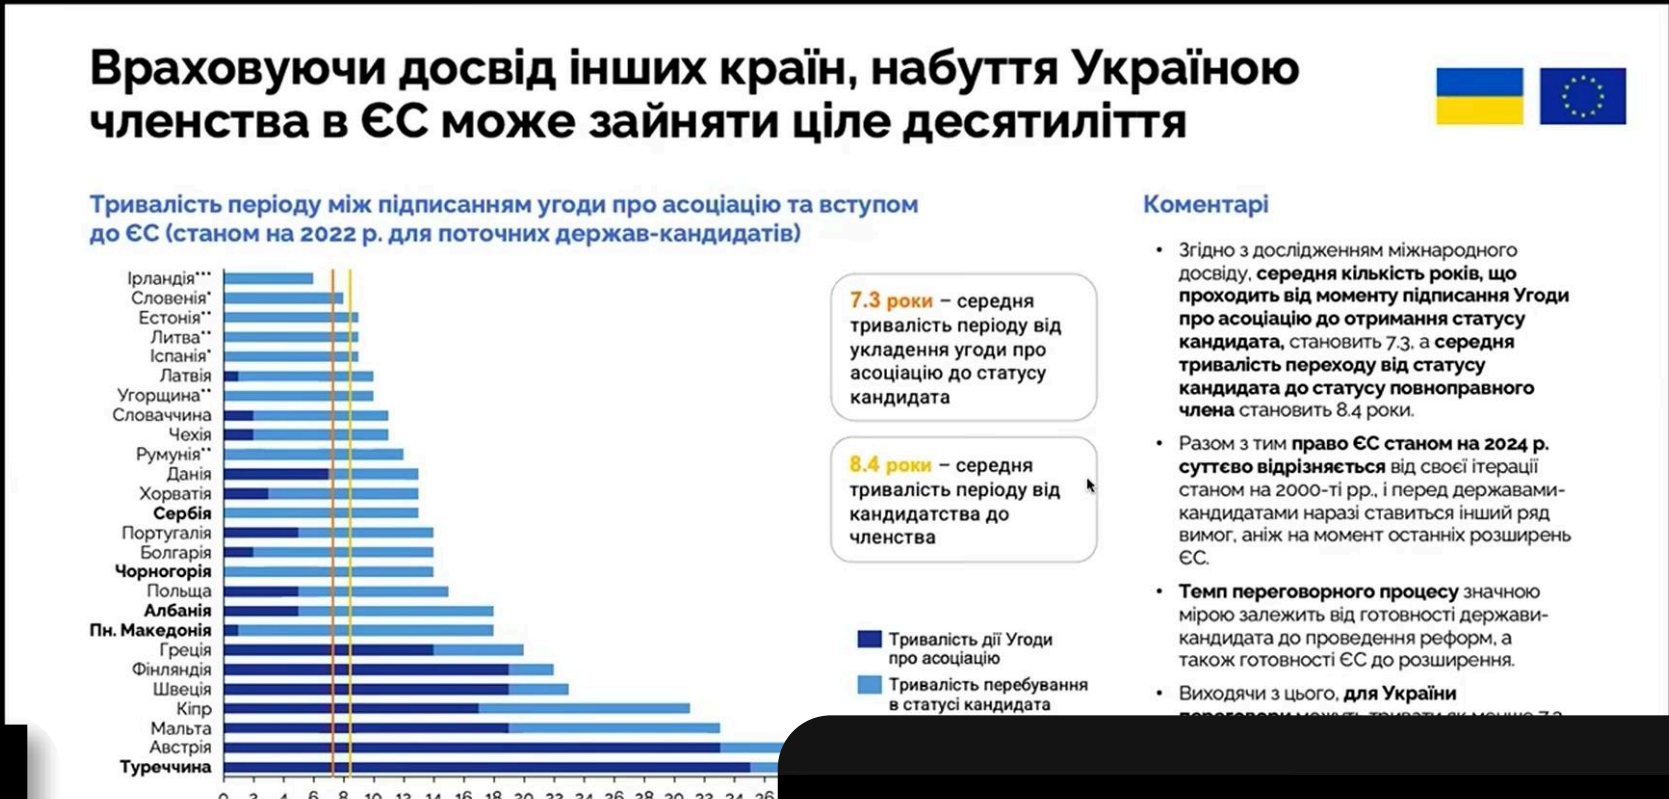 Враховуючи досвід інших країн, набуття Україною
членства в ЄС може зайняти ціле десятиліття
Тривалість періоду між підписанням угоди про асоціацію та вступом
до ЄС (станом на 2022 р. для поточних держав-кандидатів)
Ірландія***
Словенія*
Естонія**
Литва**
Іспанія*
Латвія
Угорщина**
Словаччина
Чехія
Румунія**
Данія
Хорватія
Сербія
Португалія
Болгарія
Чорногорія
Польща
Албанія
Пн. Македонія
Греція
Фінляндія
Швеція
Кіпр
Мальта
Австрія
Туреччина
7.3 роки – середня
тривалість періоду від
укладення угоди про
асоціацію до статусу
кандидата
8.4 роки – середня
тривалість періоду від
кандидатства до
членства
Тривалість дії Угоди
про асоціацію
Тривалість перебування
в статусі кандидата
Коментарі
• Згідно з дослідженням міжнародного
досвіду, середня кількість років, що
проходить від моменту підписання Угоди
про асоціацію до отримання статусу
кандидата, становить 7.3, а середня
тривалість переходу від статусу
кандидата до статусу повноправного
члена становить 8.4 роки.
• Разом з тим право ЄС станом на 2024 р.
суттєво відрізняється від своєї ітерації
станом на 2000-ті рр., і перед державами-
кандидатами наразі ставиться інший ряд
вимог, аніж на момент останніх розширень
ЄС.
• Темп переговорного процесу значною
мірою залежить від готовності держави-
кандидата до проведення реформ, а
також готовності ЄС до розширення.
• Виходячи з цього, для України